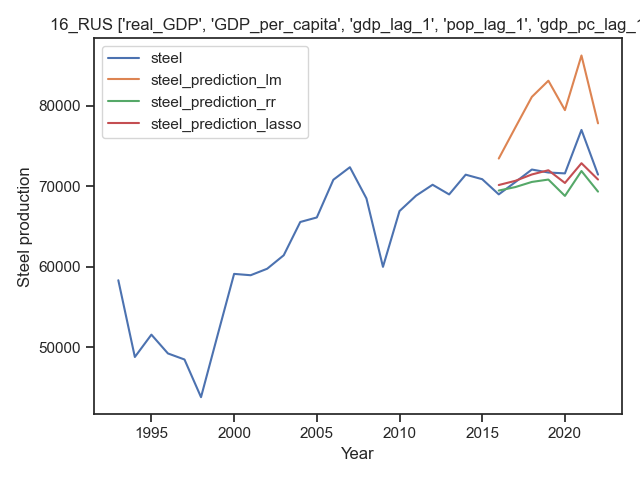 16_RUS ['real_GDP', 'GDP_per_capita', 'gdp_lag_1', 'pop_lag_1', 'gdp_pc_lag_1
steel
steel_prediction_lm
steel_prediction_rr
steel_prediction_lasso
Steel production
80000
70000
60000
50000
1995
2000
2005
2010
2015
2020
Year